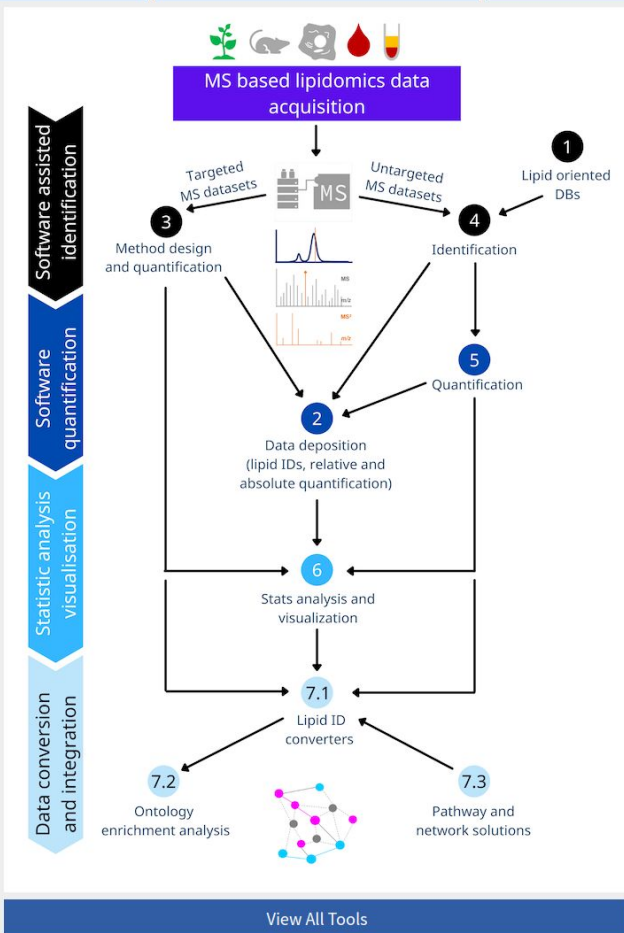 MS based lipidomics data
acquisition
Software assisted
identification
Targeted
MS datasets
MS
Untargeted
MS datasets
1
Lipid oriented
DBs
3
Method design
and quantification
4
Identification
MS
m/z
MS²
m/z
Software
quantification
5
Quantification
2
Data deposition
(lipid IDs, relative and
absolute quantification)
Statistic analysis
visualisation
6
Stats analysis and
visualization
Data conversion
and integration
7.1
Lipid ID
converters
7.2
Ontology
enrichment analysis
7.3
Pathway and
network solutions
View All Tools